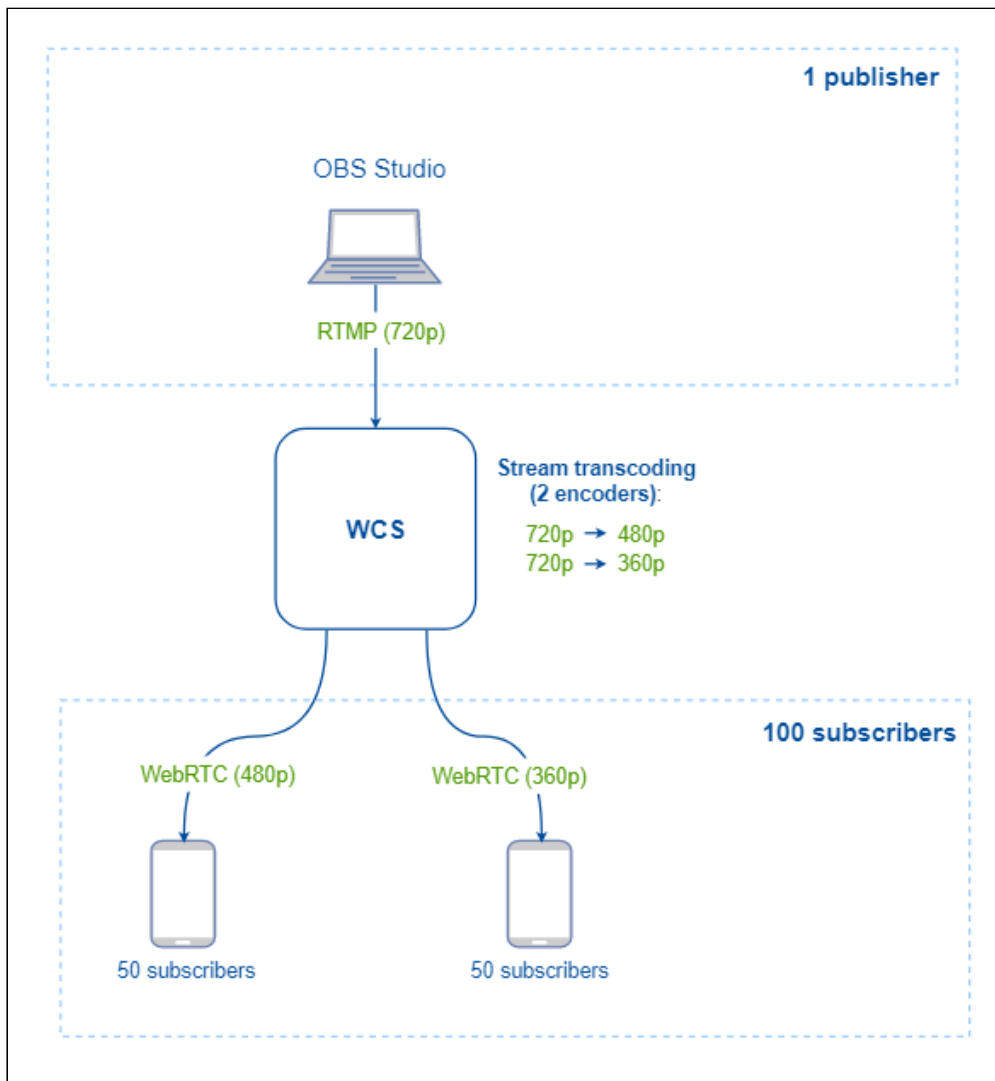 1 publisher
OBS Studio
RTMP (720p)
WCS
Stream transcoding
(2 encoders):
720p → 480p
720p → 360p
100 subscribers
WebRTC (480p)
WebRTC (360p)
50 subscribers
50 subscribers